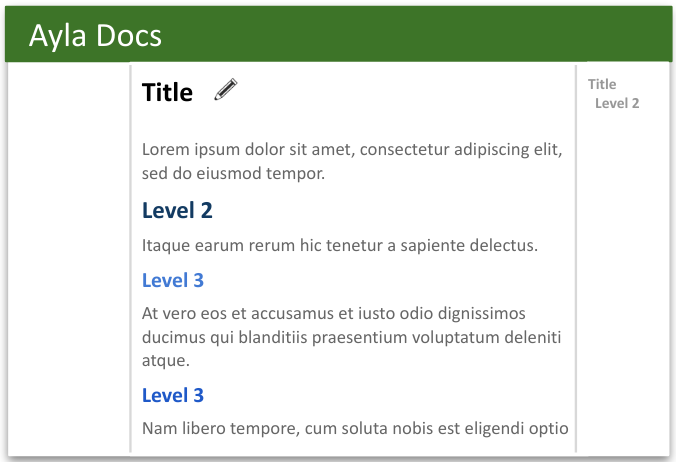 Ayla Docs
Title
Lorem ipsum dolor sit amet, consectetur adipiscing elit,
sed do eiusmod tempor.
Level 2
Itaque earum rerum hic tenetur a sapiente delectus.
Level 3
At vero eos et accusamus et iusto odio dignissimos
ducimus qui blanditiis praesentium voluptatum deleniti
atque.
Level 3
Nam libero tempore, cum soluta nobis est eligendi optio
Title
Level 2